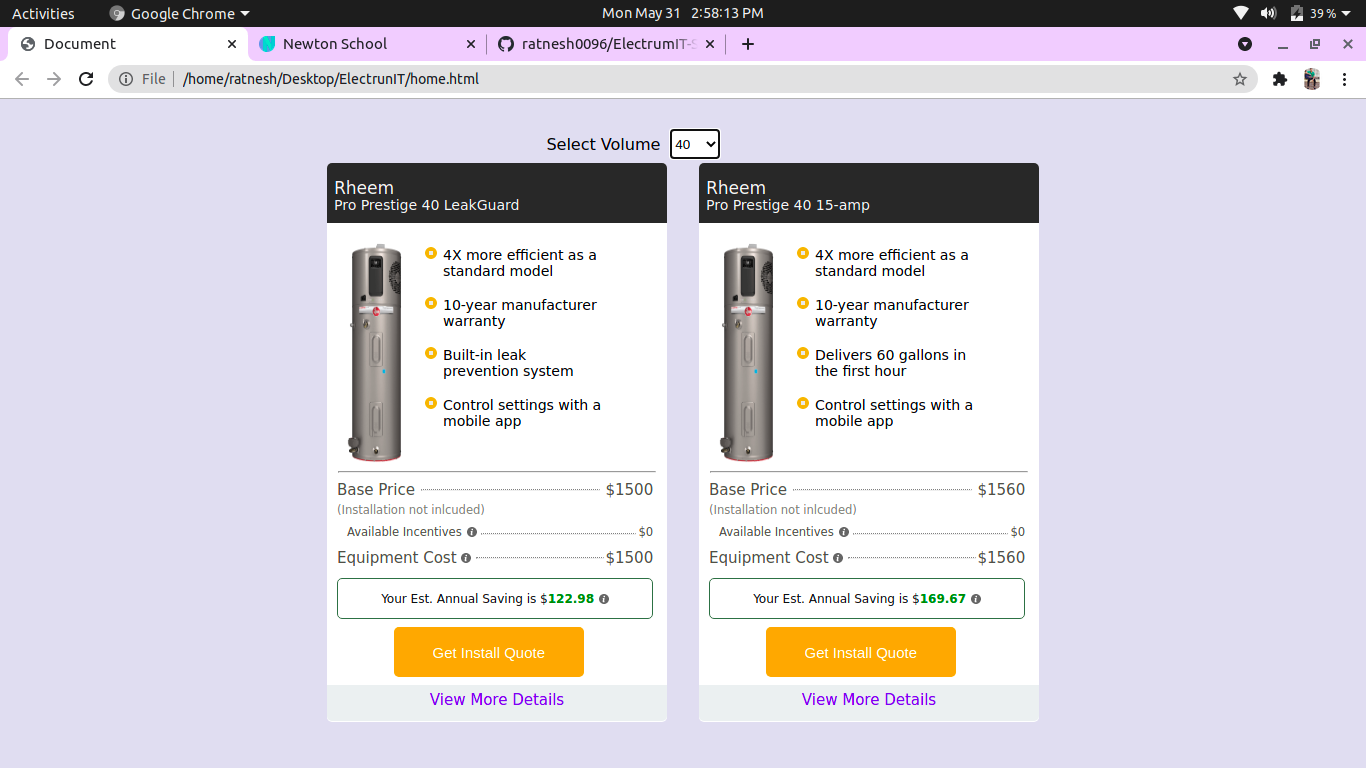 Activities
Google Chrome
Mon May 31 2:58:13 PM
39 %
Document
Newton School
ratnesh0096/ElectrumIT-S
File
/home/ratnesh/Desktop/ElectrunIT/home.html
Select Volume
40
Rheem
Pro Prestige 40 LeakGuard
4X more efficient as a
standard model
10-year manufacturer
warranty
Built-in leak
prevention system
Control settings with a
mobile app
Base Price $1500
(Installation not inlcuded)
Available Incentives $0
Equipment Cost $1500
Your Est. Annual Saving is $122.98
Get Install Quote
View More Details
Rheem
Pro Prestige 40 15-amp
4X more efficient as a
standard model
10-year manufacturer
warranty
Delivers 60 gallons in
the first hour
Control settings with a
mobile app
Base Price $1560
(Installation not inlcuded)
Available Incentives $0
Equipment Cost $1560
Your Est. Annual Saving is $169.67
Get Install Quote
View More Details